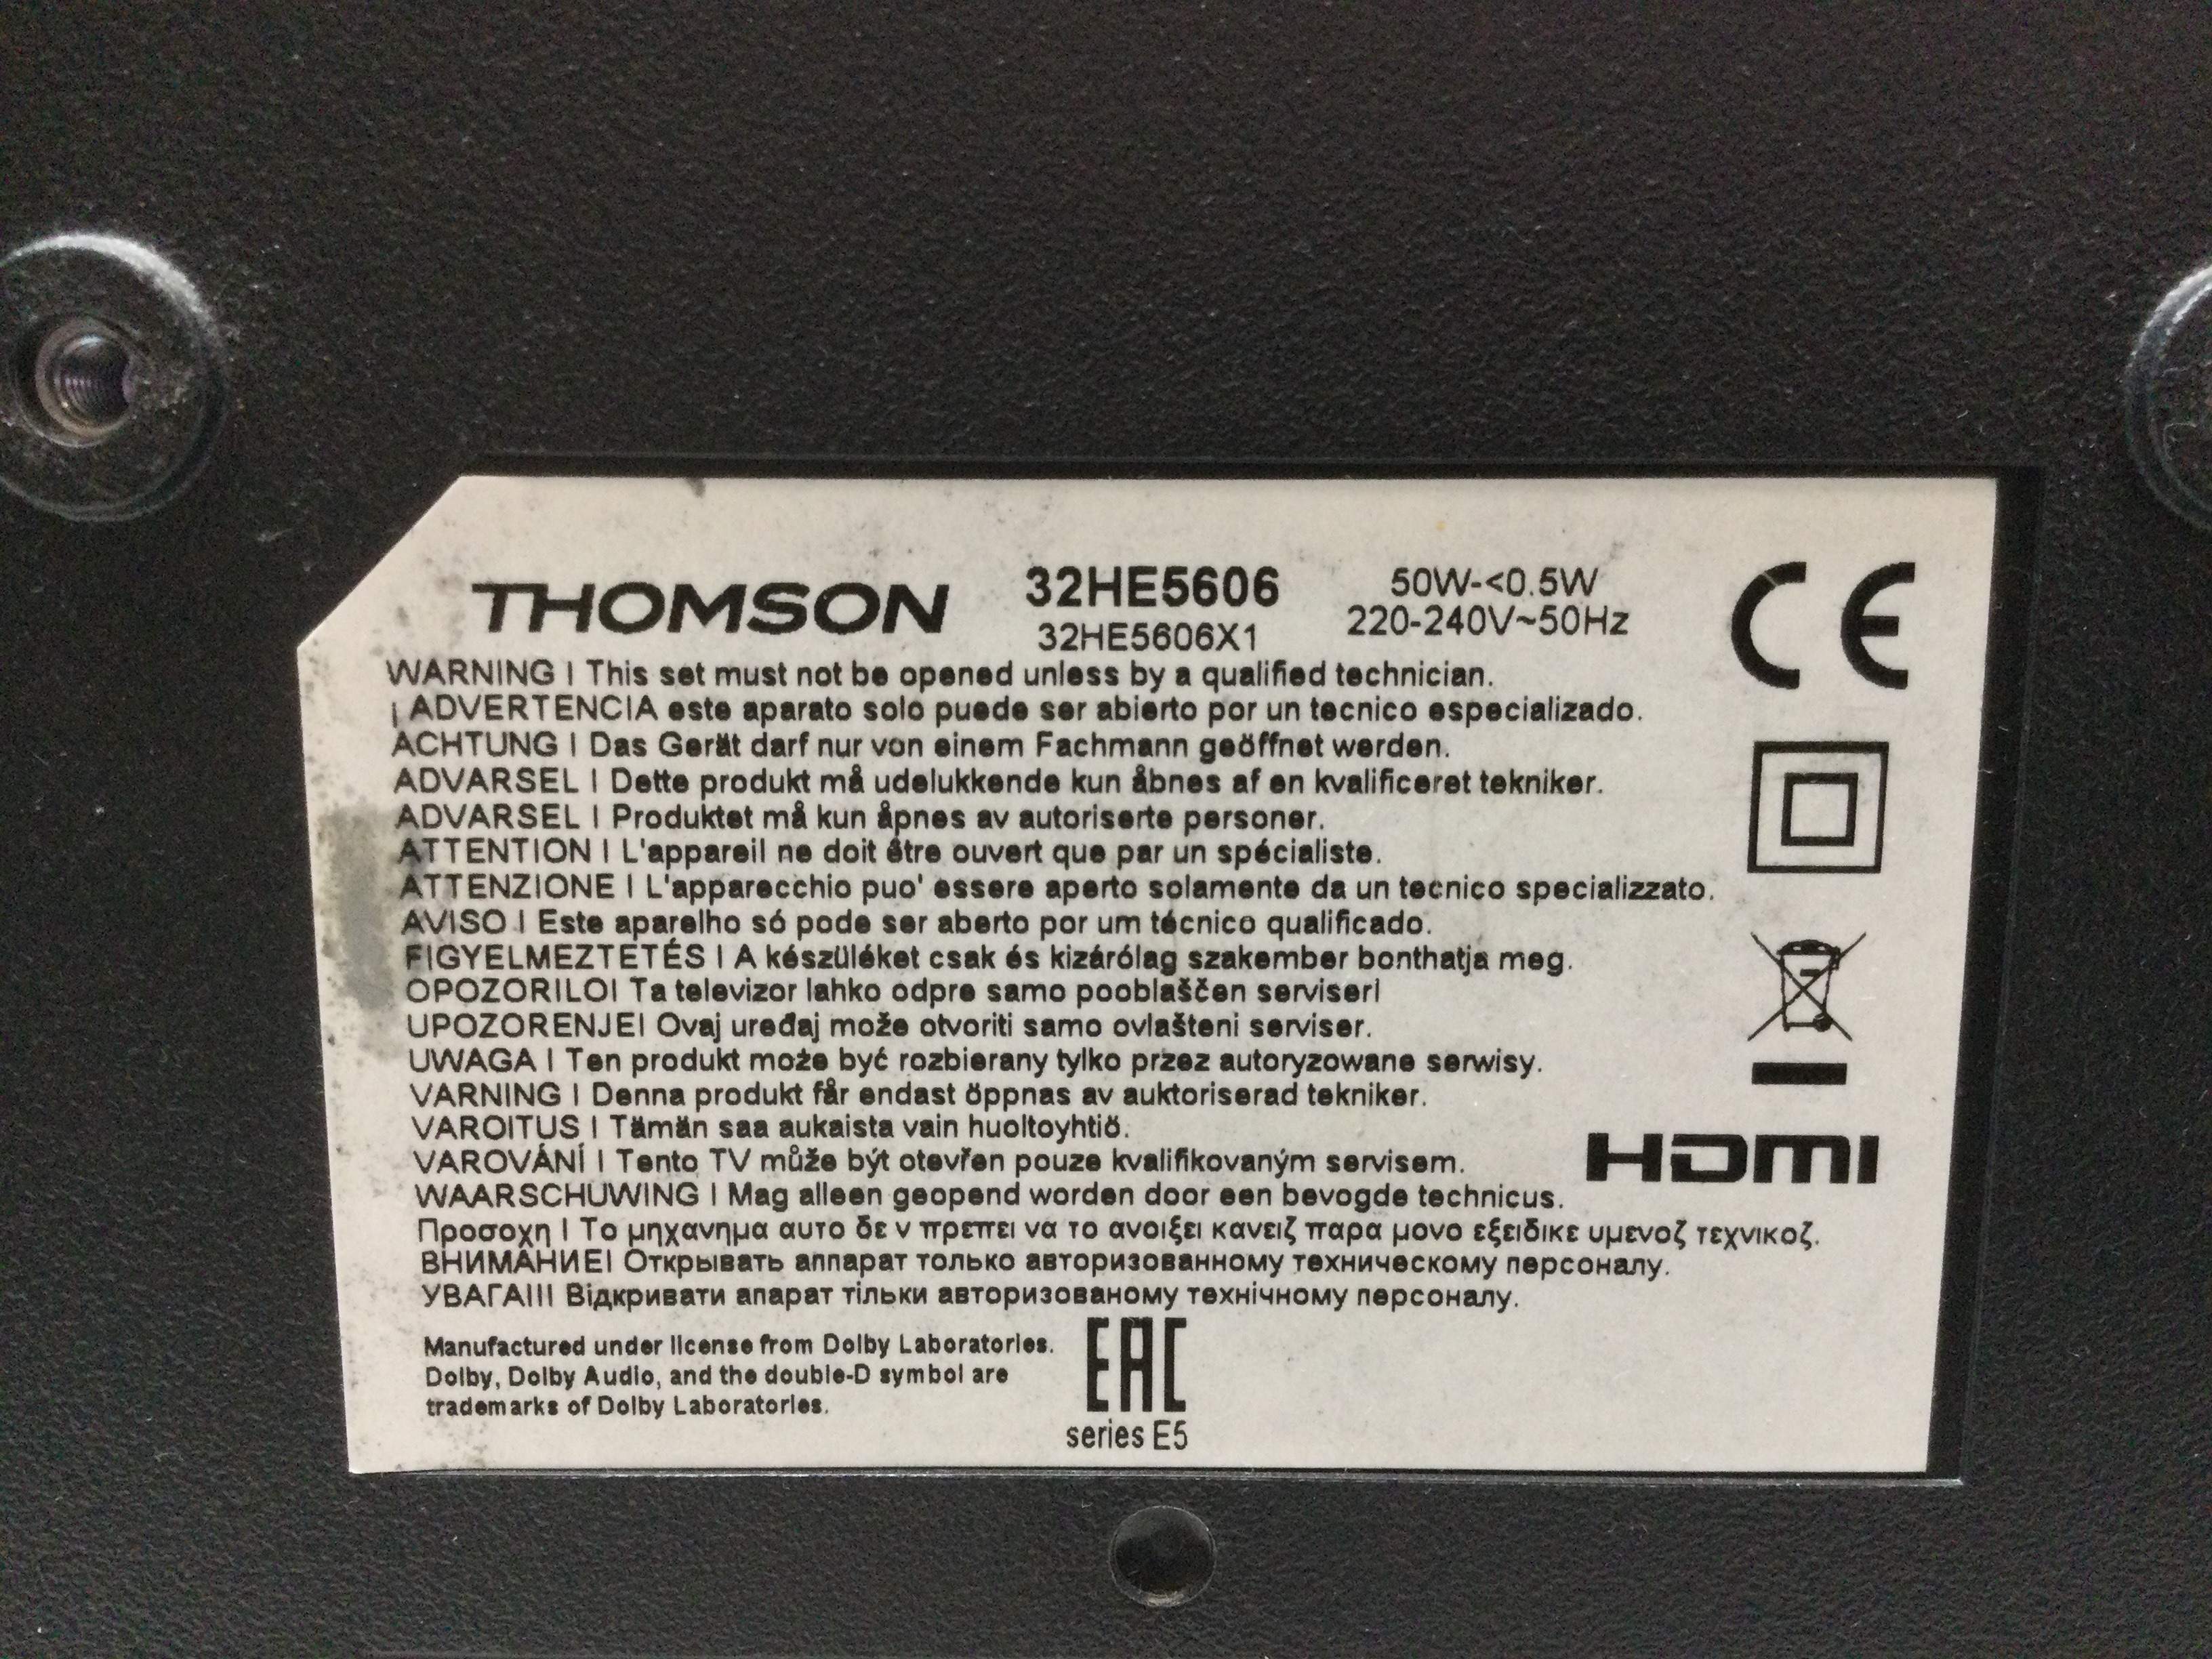 THOMSON 32HE5606 50W-<0.5W
32HE5606X1 220-240V~50Hz
CE
WARNING ! This set must not be opened unless by a qualified technician.
¡ ADVERTENCIA este aparato solo puede ser abierto por un tecnico especializado.
ACHTUNG ! Das Gerät darf nur von einem Fachmann geöffnet werden.
ADVARSEL ! Dette produkt må udelukkende kun åbnes af en kvalificeret tekniker.
ADVARSEL ! Produktet må kun åpnes av autoriserte personer.
ATTENTION ! L'appareil ne doit être ouvert que par un spécialiste.
ATTENZIONE ! L'apparecchio puo' essere aperto solamente da un tecnico specializzato.
AVISO ! Este aparelho só pode ser aberto por um técnico qualificado.
FIGYELMEZTETÉS ! A készüléket csak és kizárólag szakember bonthatja meg.
OPOZORILO! Ta televizor lahko odpre samo pooblaščen serviser!
UPOZORENJE! Ovaj uređaj može otvoriti samo ovlašteni serviser.
UWAGA ! Ten produkt może być rozbierany tylko przez autoryzowane serwisy.
VARNING ! Denna produkt får endast öppnas av auktoriserad tekniker.
VAROITUS ! Tämän saa aukaista vain huoltoyhtiö.
VAROVÁNÍ ! Tento TV může být otevřen pouze kvalifikovaným servisem.
HDMI
WAARSCHUWING ! Mag alleen geopend worden door een bevogde technicus.
Προσοχη ! Το μηχανημα αυτο δε ν πρεπει να το ανοιξει κανειζ παρα μονο εξειδικε υμενοζ τεχνικοζ.
ВНИМАНИЕ! Открывать аппарат только авторизованному техническому персоналу.
УВАГА!!! Відкривати апарат тільки авторизованому технічному персоналу.
Manufactured under license from Dolby Laboratories.
Dolby, Dolby Audio, and the double-D symbol are
trademarks of Dolby Laboratories.
EAC
series E5